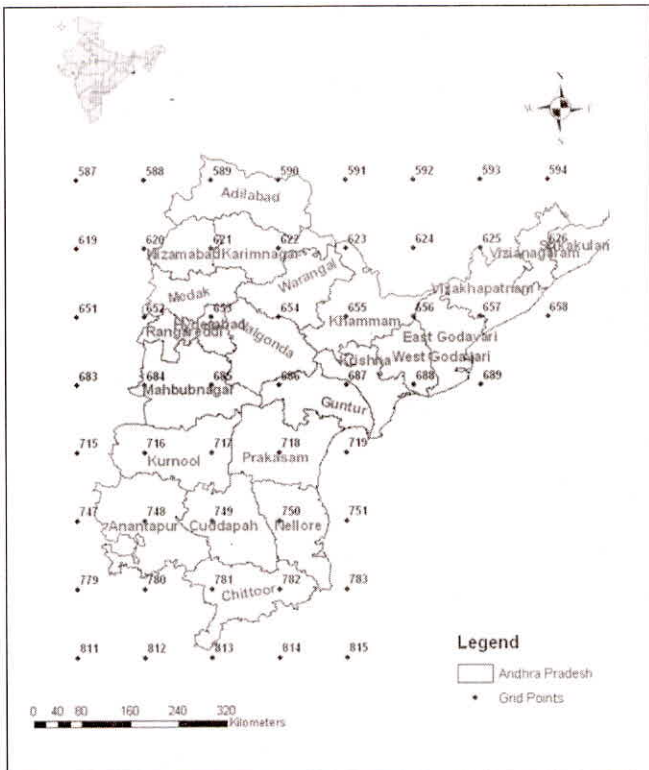 N
W E
S
587 588 589 590 591 592 593 594
Adilabad
619 620 621 622 623 624 625 626
Nizamabad Karimnagar Vizianagaram Srikakulam
Warangal
Medak Visakhapatnam
651 652 653 654 655 656 657 658
Hyderabad Khammam
Rangareddi Nalgonda East Godavari
Krishna West Godavari
683 684 685 686 687 688 689
Mahbubnagar
Guntur
715 716 717 718 719
Kurnool Prakasam
747 748 749 750 751
Anantapur Cuddapah Nellore
779 780 781 782 783
Chittoor
811 812 813 814 815
Legend
Andhra Pradesh
Grid Points
0 40 80 160 240 320
Kilometers